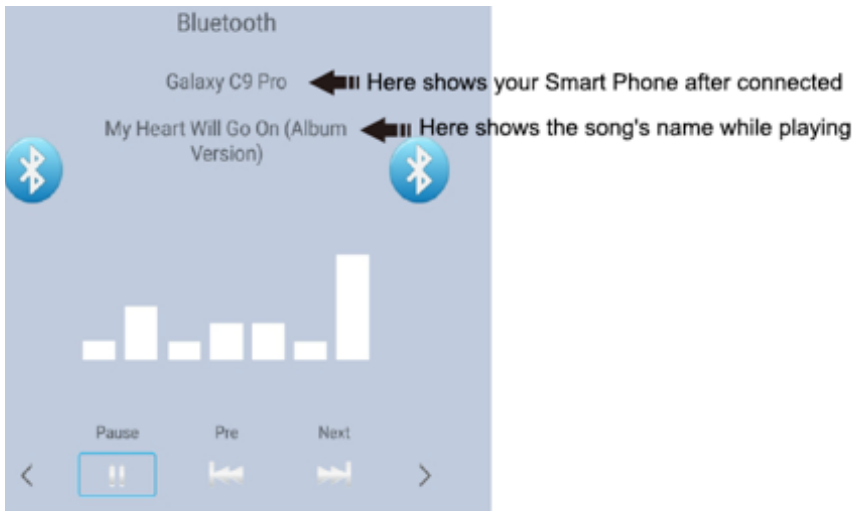 Bluetooth
Galaxy C9 Pro
Here shows your Smart Phone after connected
My Heart Will Go On (Album
Version)
Here shows the song's name while playing
Pause
Pre
Next